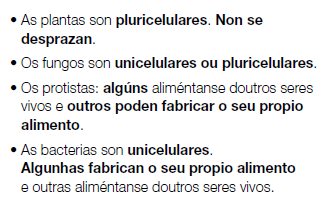 • As plantas son pluricelulares. Non se
desprazan.
• Os fungos son unicelulares ou pluricelulares.
• Os protistas: algúns aliméntanse doutros seres
vivos e outros poden fabricar o seu propio
alimento.
• As bacterias son unicelulares.
Algunhas fabrican o seu propio alimento
e outras aliméntanse doutros seres vivos.